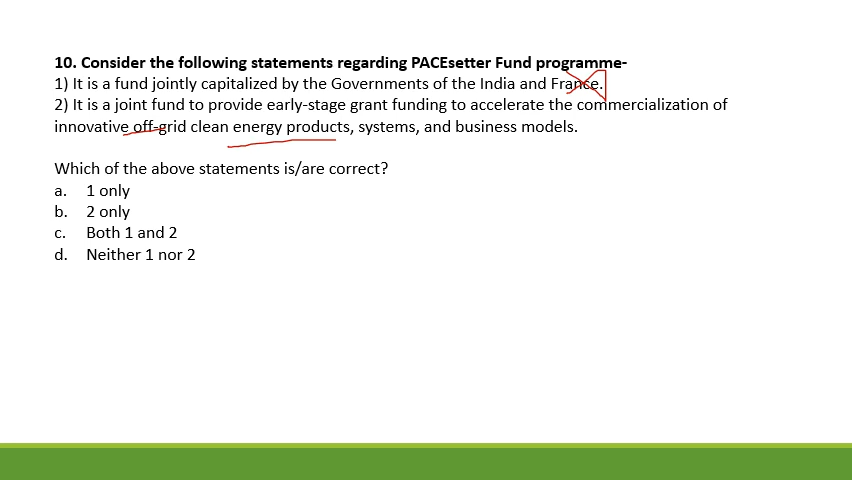 10. Consider the following statements regarding PACEsetter Fund programme-
1) It is a fund jointly capitalized by the Governments of the India and France.
2) It is a joint fund to provide early-stage grant funding to accelerate the commercialization of
innovative off-grid clean energy products, systems, and business models.
Which of the above statements is/are correct?
a. 1 only
b. 2 only
c. Both 1 and 2
d. Neither 1 nor 2